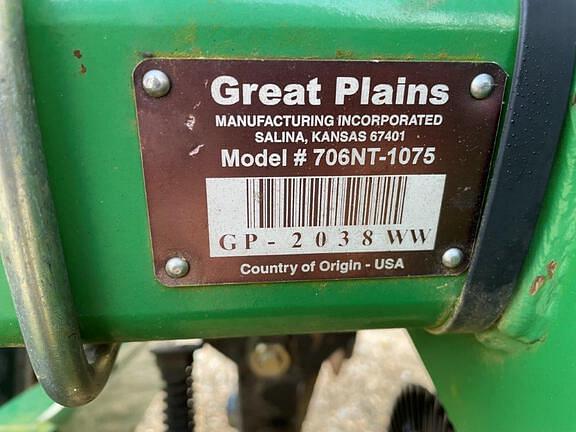 Great Plains
MANUFACTURING INCORPORATED
SALINA, KANSAS 67401
Model # 706NT-1075
GP-2038WW
Country of Origin - USA